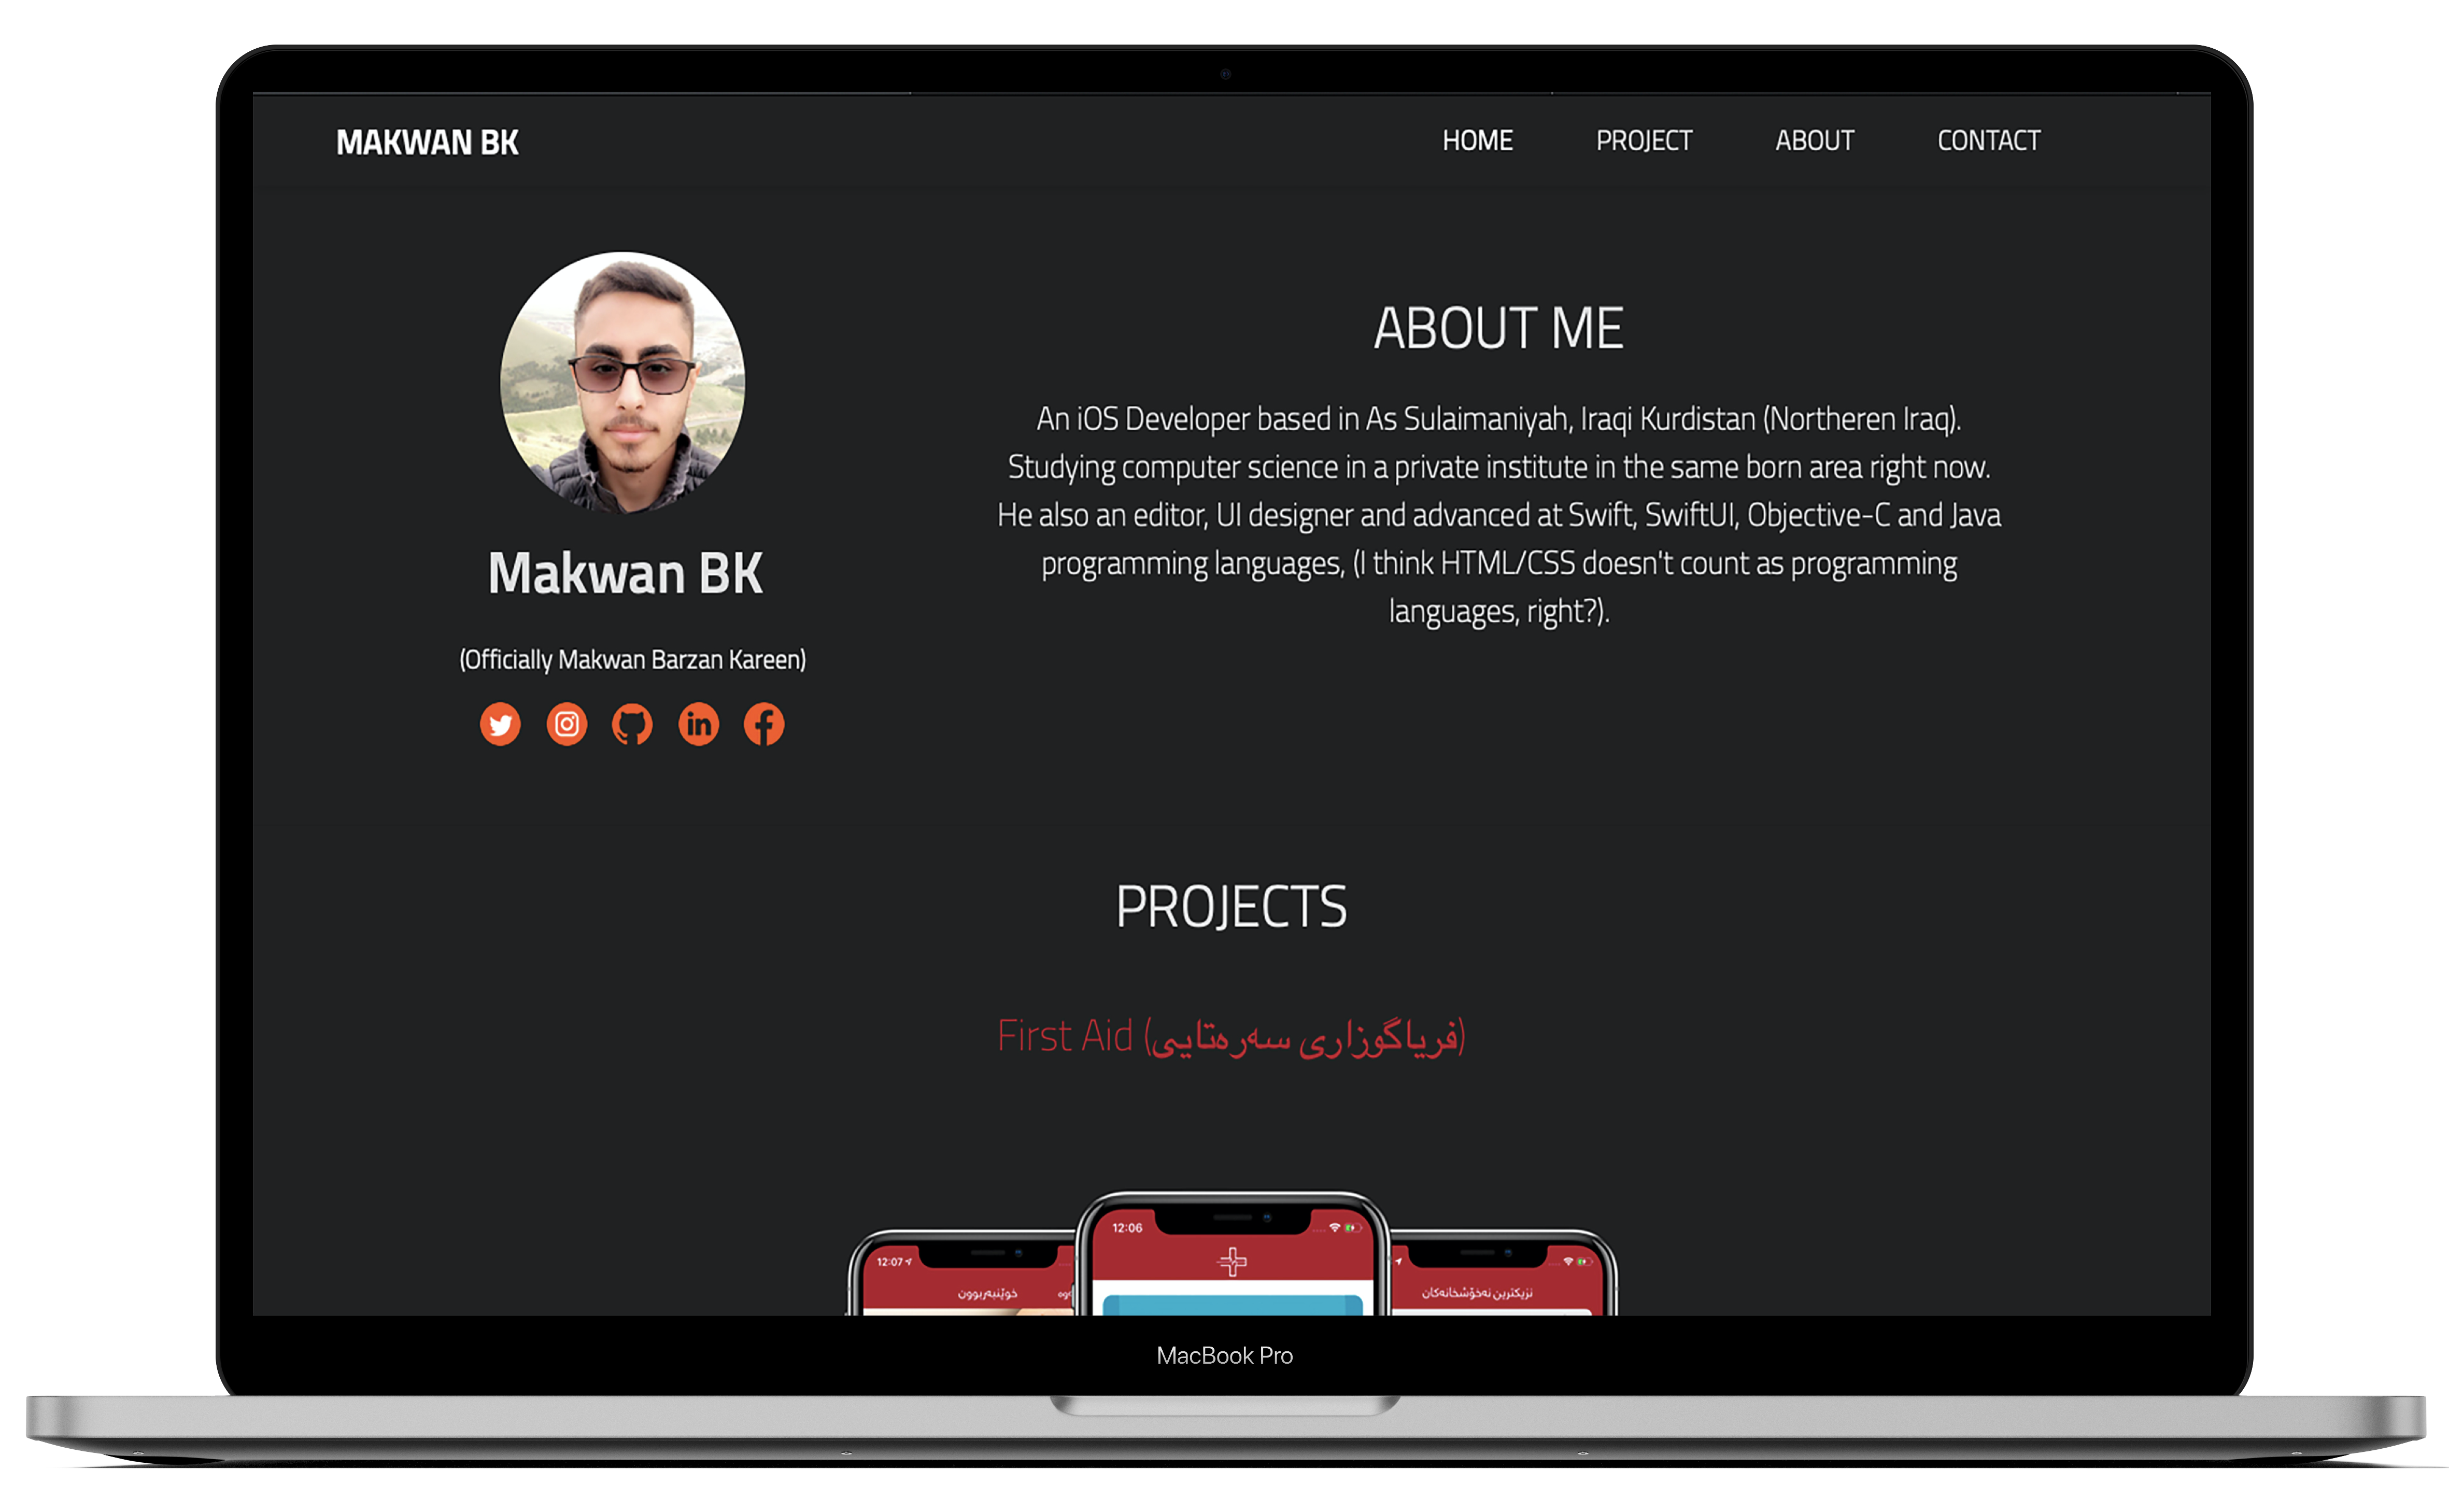 MAKWAN BK
HOME PROJECT ABOUT CONTACT
Makwan BK
(Officially Makwan Barzan Kareen)
ABOUT ME
An iOS Developer based in As Sulaimaniyah, Iraqi Kurdistan (Northeren Iraq).
Studying computer science in a private institute in the same born area right now.
He also an editor, UI designer and advanced at Swift, SwiftUI, Objective-C and Java
programming languages, (I think HTML/CSS doesn't count as programming
languages, right?).
PROJECTS
First Aid (فریاگوزاری سەرەتایی)
12:07
خوێنبەربوون
12:06
نزیکترین نەخۆشخانەکان
MacBook Pro